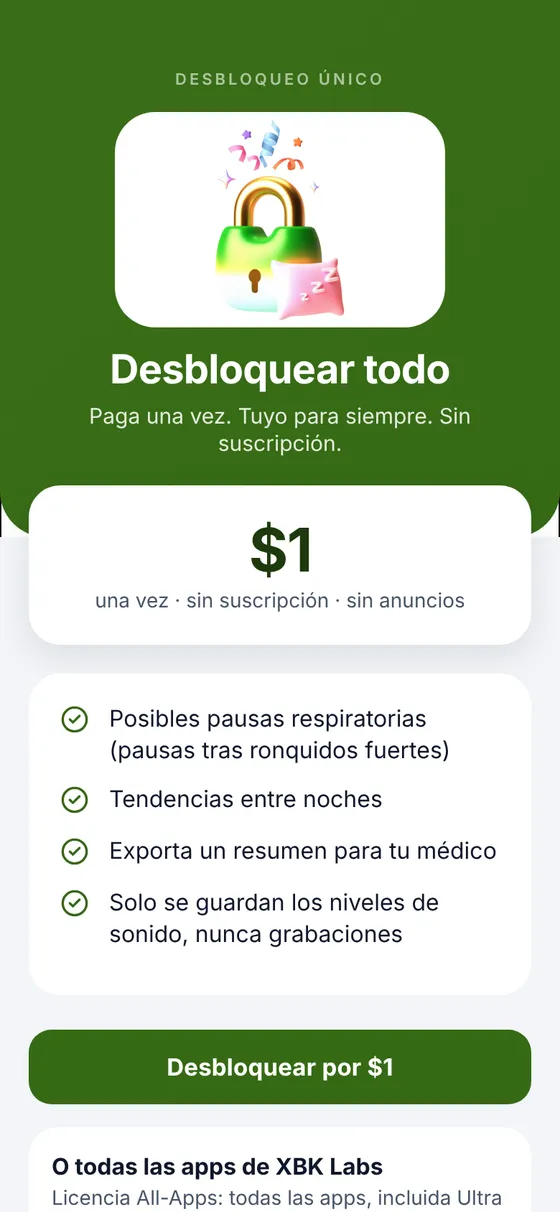 DESBLOQUEO ÚNICO
z z z
Desbloquear todo
Paga una vez. Tuyo para siempre. Sin
suscripción.
$1
una vez · sin suscripción · sin anuncios
Posibles pausas respiratorias
(pausas tras ronquidos fuertes)
Tendencias entre noches
Exporta un resumen para tu médico
Solo se guardan los niveles de
sonido, nunca grabaciones
Desbloquear por $1
O todas las apps de XBK Labs
Licencia All-Apps: todas las apps, incluida Ultra